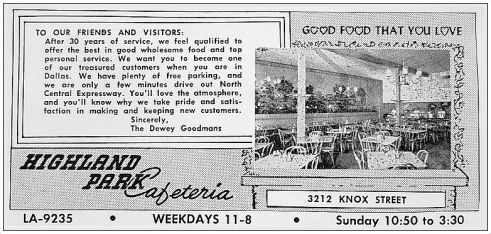 TO OUR FRIENDS AND VISITORS:
After 30 years of service, we feel qualified to
offer the best in good wholesome food and top
personal service. We want you to become one
of our treasured customers when you are in
Dallas. We have plenty of free parking, and
we are only a few minutes drive out North
Central Expressway. You'll love the atmosphere,
and you'll know why we take pride and satis-
faction in making and keeping new customers.
Sincerely,
The Dewey Goodmans
GOOD FOOD THAT YOU LOVE
HIGHLAND
PARK
Cafeteria
3212 KNOX STREET
LA-9235 • WEEKDAYS 11-8 • Sunday 10:50 to 3:30